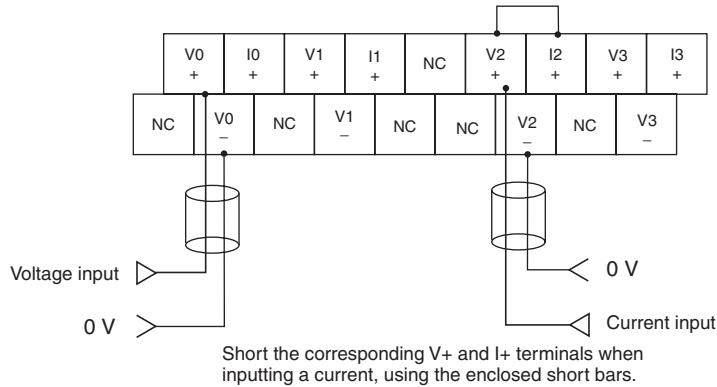 V0 I0 V1 I1 NC V2 I2 V3 I3
+ + + + + + + +
NC V0 NC V1 NC NC V2 NC V3
– – – –
Voltage input
0 V
0 V
Current input
Short the corresponding V+ and I+ terminals when
inputting a current, using the enclosed short bars.